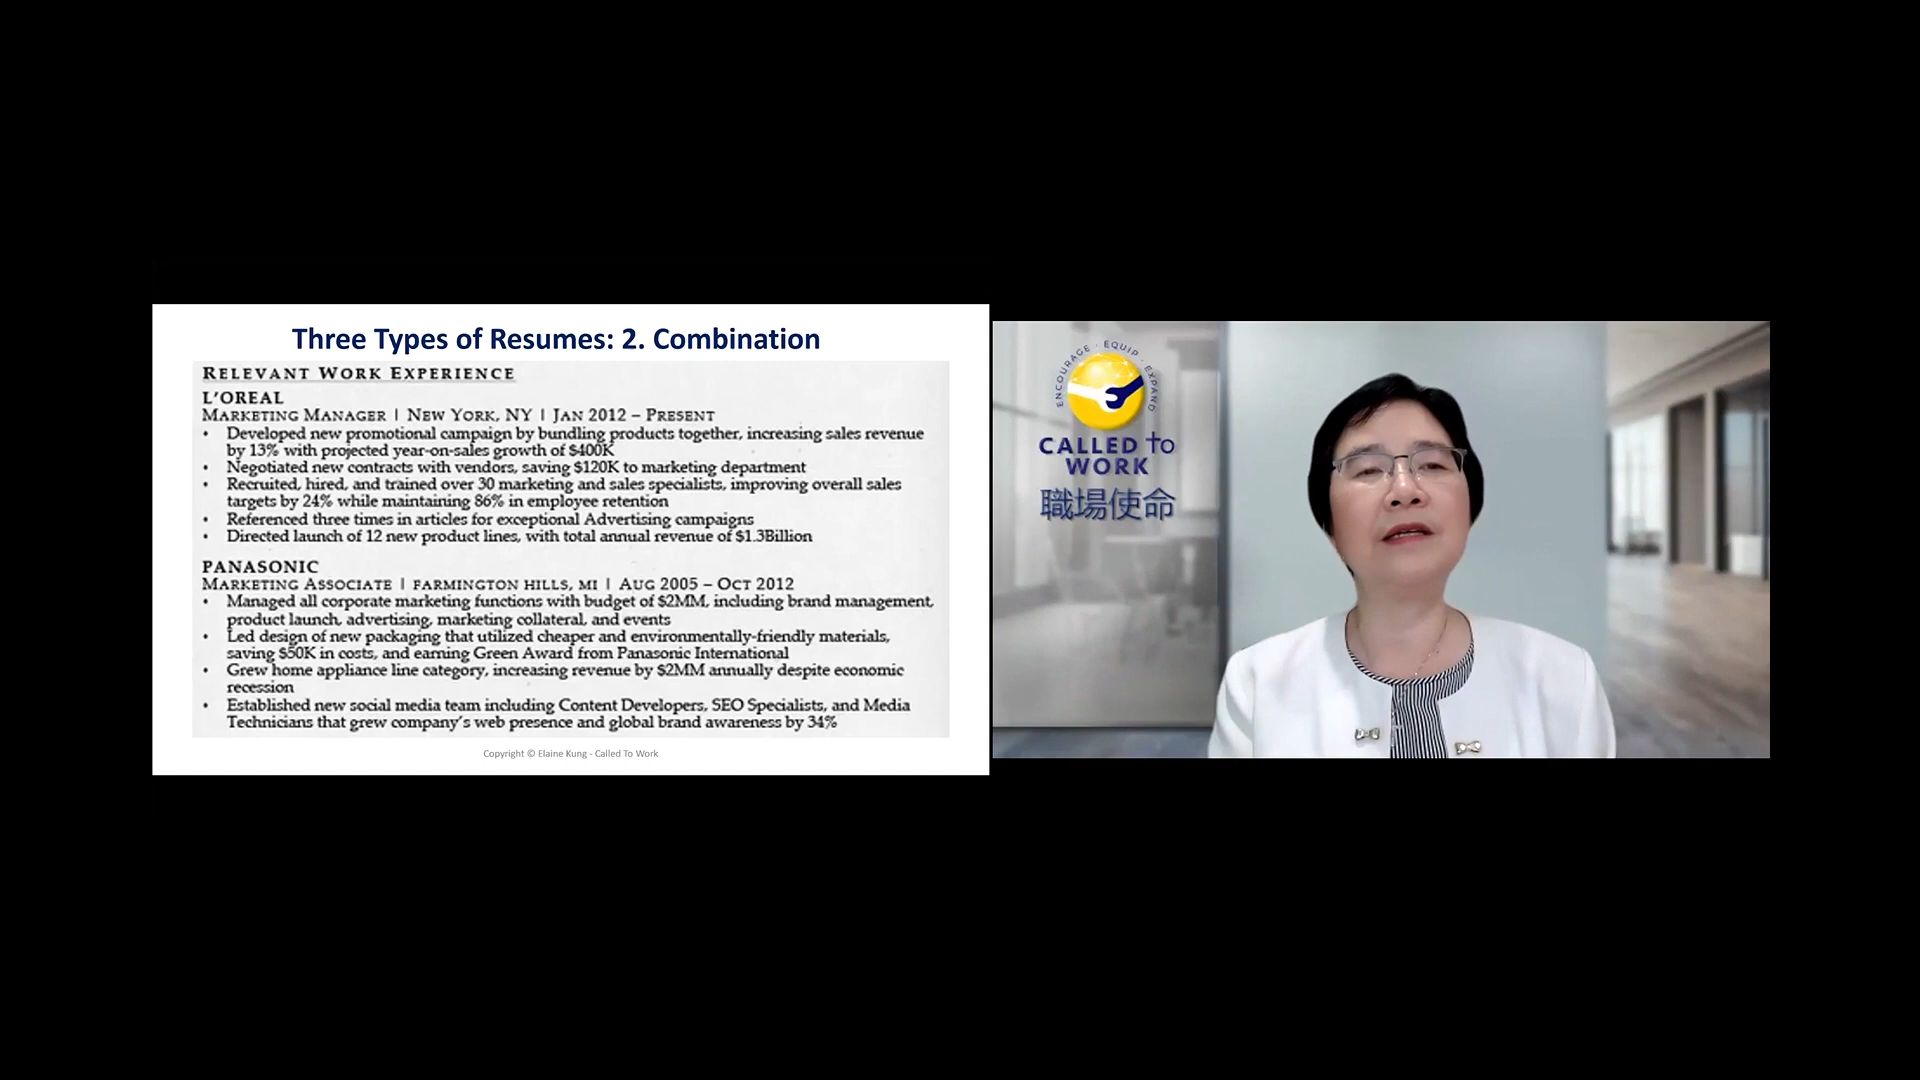 Three Types of Resumes: 2. Combination
RELEVANT WORK EXPERIENCE
L'OREAL
MARKETING MANAGER | NEW YORK, NY | JAN 2012 – PRESENT
• Developed new promotional campaign by bundling products together, increasing sales revenue
by 13% with projected year-on-sales growth of $400K
• Negotiated new contracts with vendors, saving $120K to marketing department
• Recruited, hired, and trained over 30 marketing and sales specialists, improving overall sales
targets by 24% while maintaining 86% in employee retention
• Referenced three times in articles for exceptional Advertising campaigns
• Directed launch of 12 new product lines, with total annual revenue of $1.3Billion
PANASONIC
MARKETING ASSOCIATE | FARMINGTON HILLS, MI | AUG 2005 – OCT 2012
• Managed all corporate marketing functions with budget of $2MM, including brand management,
product launch, advertising, marketing collateral, and events
• Led design of new packaging that utilized cheaper and environmentally-friendly materials,
saving $50K in costs, and earning Green Award from Panasonic International
• Grew home appliance line category, increasing revenue by $2MM annually despite economic
recession
• Established new social media team including Content Developers, SEO Specialists, and Media
Technicians that grew company's web presence and global brand awareness by 34%
Copyright © Elaine Kung - Called To Work
ENCOURAGE · EQUIP · EXPAND
CALLED to
WORK
職場使命